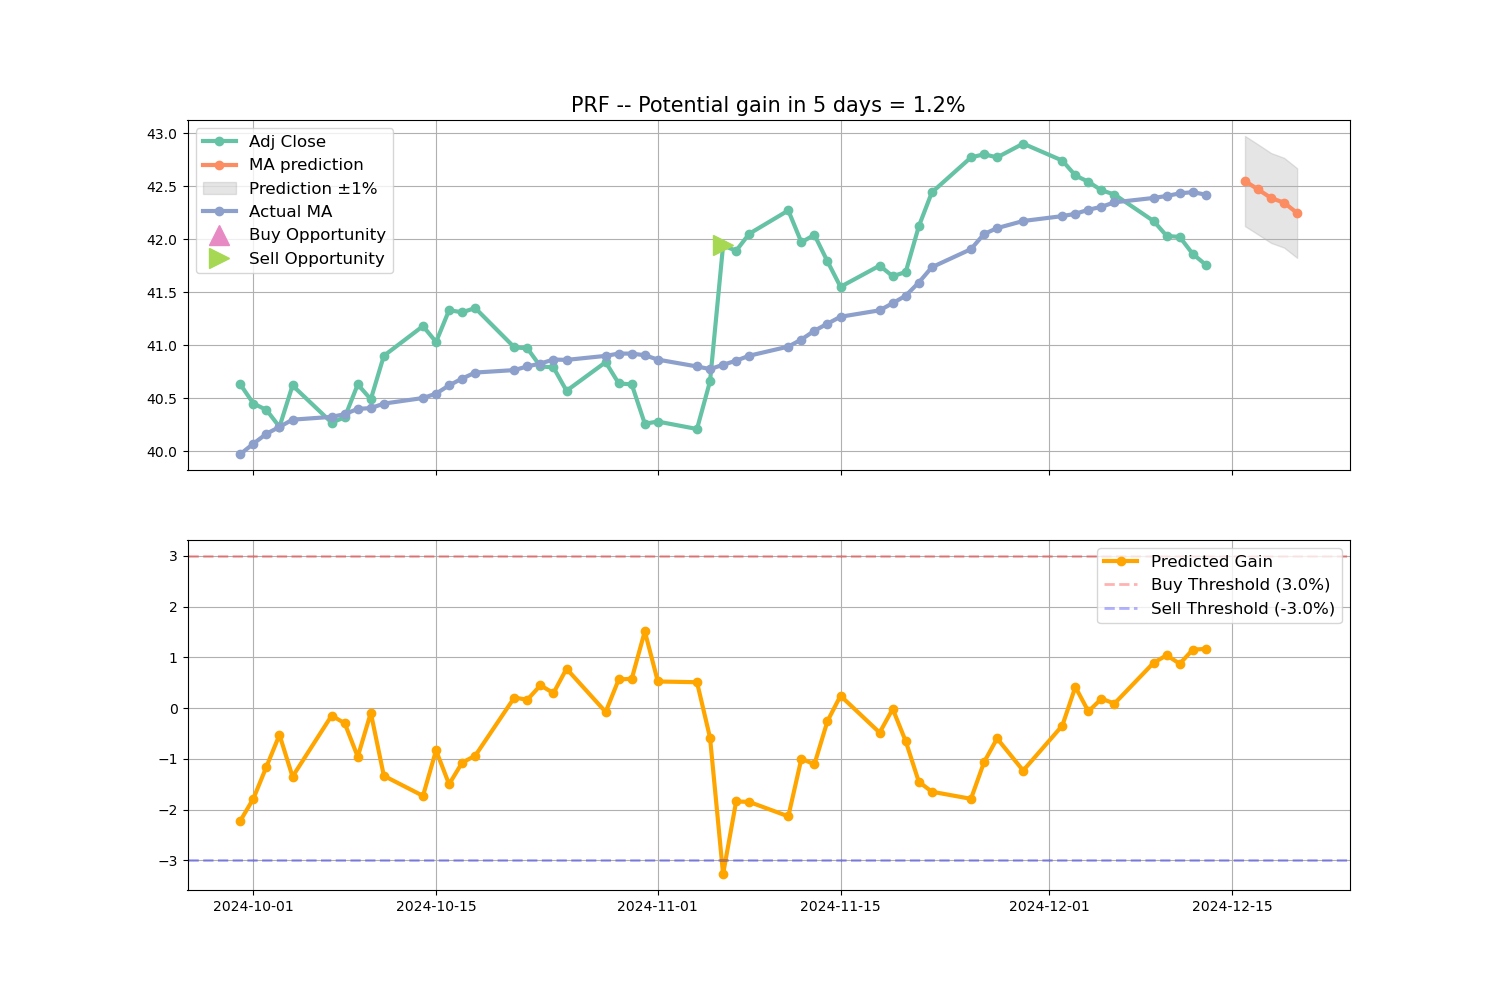 PRF -- Potential gain in 5 days = 1.2%
43.0
42.5
42.0
41.5
41.0
40.5
40.0
Adj Close
MA prediction
Prediction ±1%
Actual MA
Buy Opportunity
Sell Opportunity
3
2
1
0
−1
−2
−3
Predicted Gain
Buy Threshold (3.0%)
Sell Threshold (-3.0%)
2024-10-01
2024-10-15
2024-11-01
2024-11-15
2024-12-01
2024-12-15